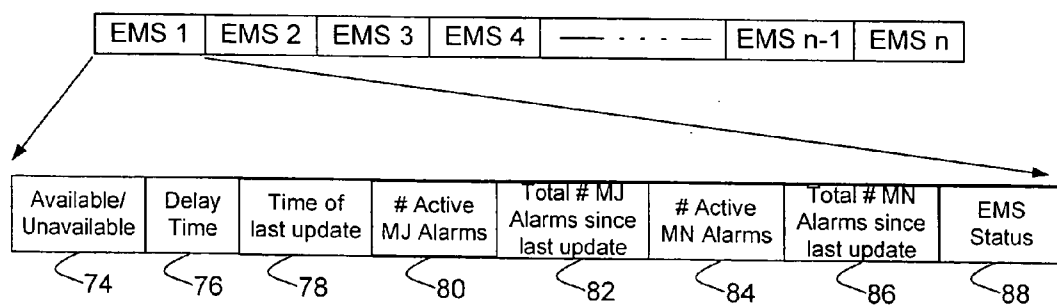 EMS 1 EMS 2 EMS 3 EMS 4 EMS n-1 EMS n
Available/
Unavailable
Delay
Time
Time of
last update
# Active
MJ Alarms
Total # MJ
Alarms since
last update
# Active
MN Alarms
Total # MN
Alarms since
last update
EMS
Status
74 76 78 80 82 84 86 88